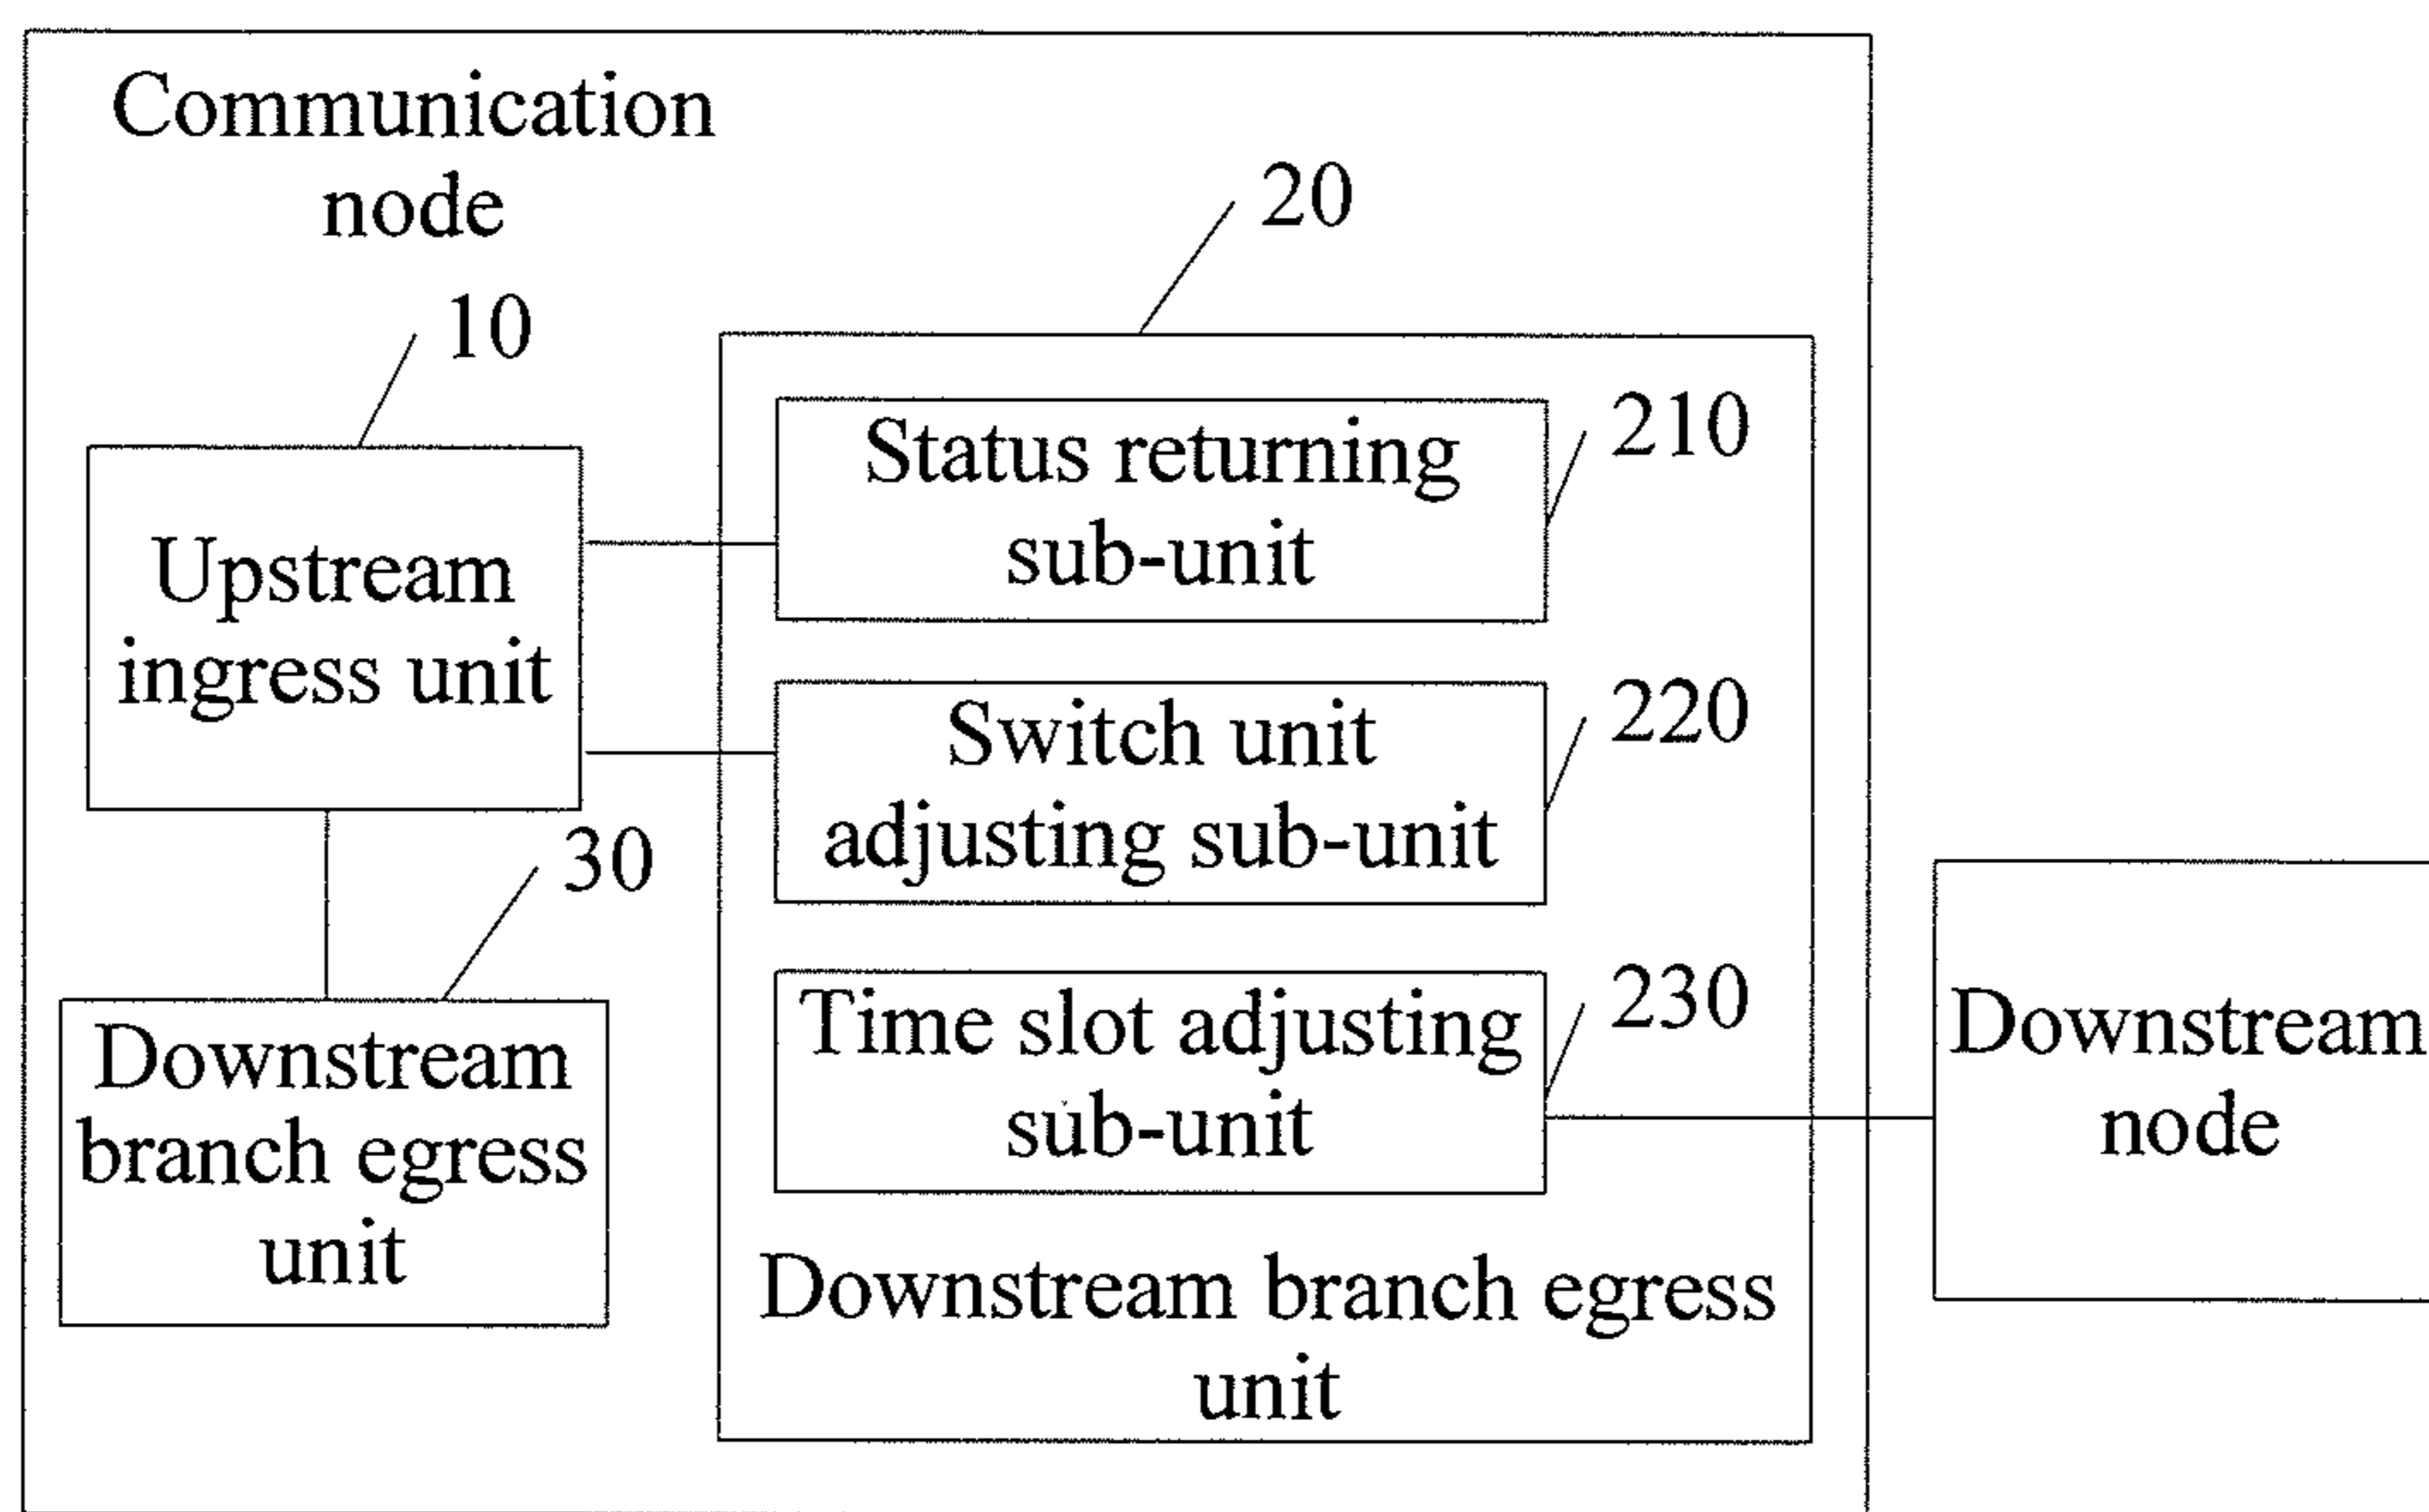 Communication
node
20
10
Status returning
sub-unit
210
Upstream
ingress unit
Switch unit
adjusting sub-unit
220
30
Time slot adjusting
sub-unit
230
Downstream
node
Downstream
branch egress
unit
Downstream branch egress
unit